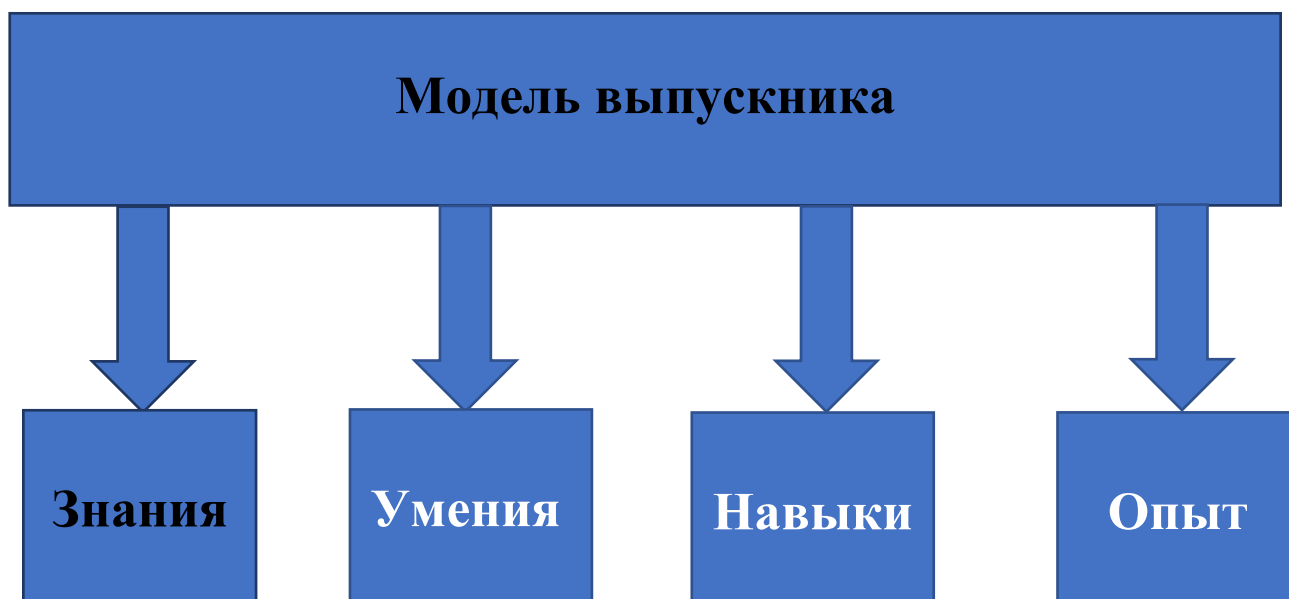 Модель выпускника
Знания
Умения
Навыки
Опыт